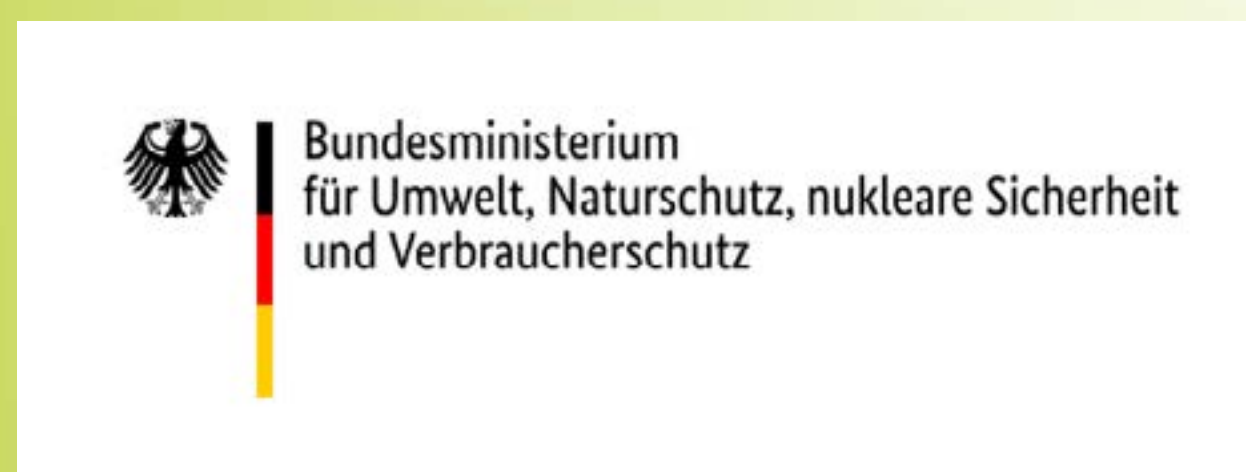 Bundesministerium
für Umwelt, Naturschutz, nukleare Sicherheit
und Verbraucherschutz